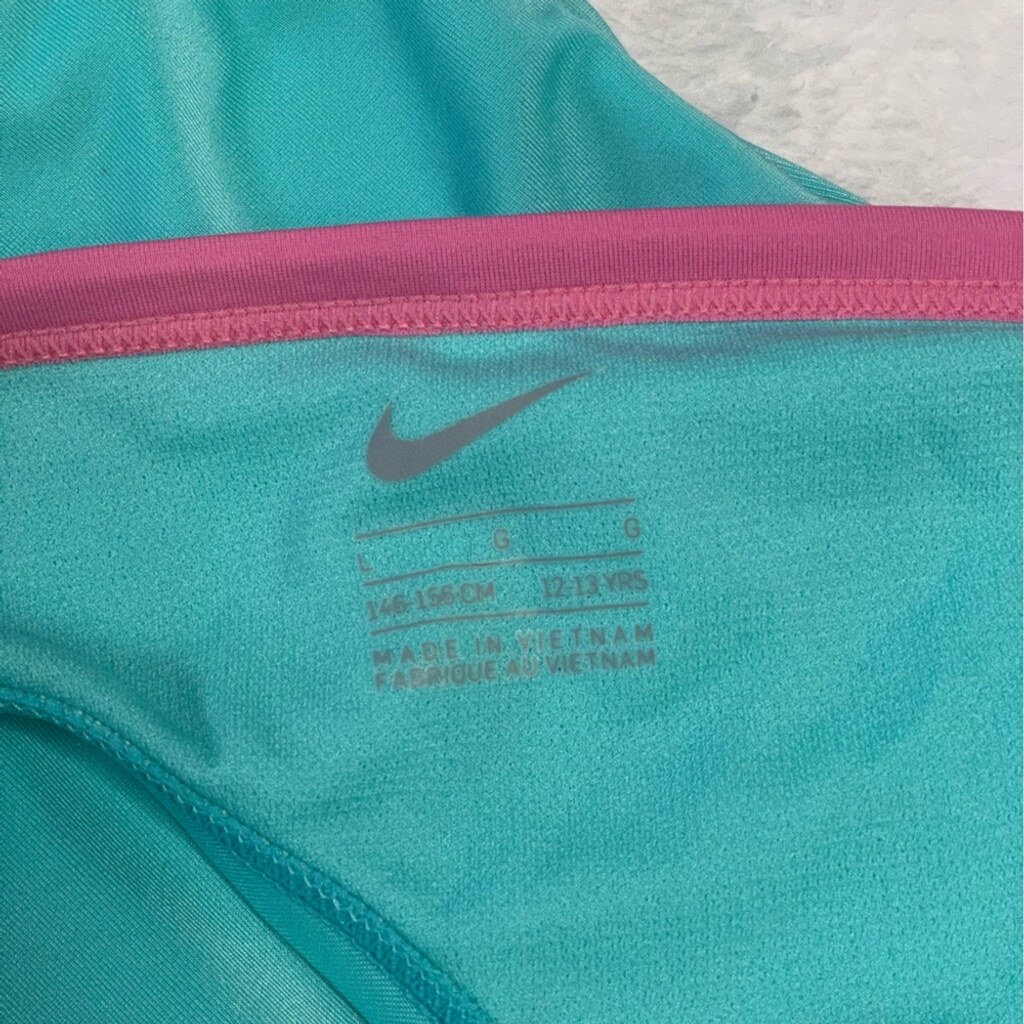 L G G
146-156 CM 12-13 YRS
MADE IN VIETNAM
FABRIQUE AU VIETNAM